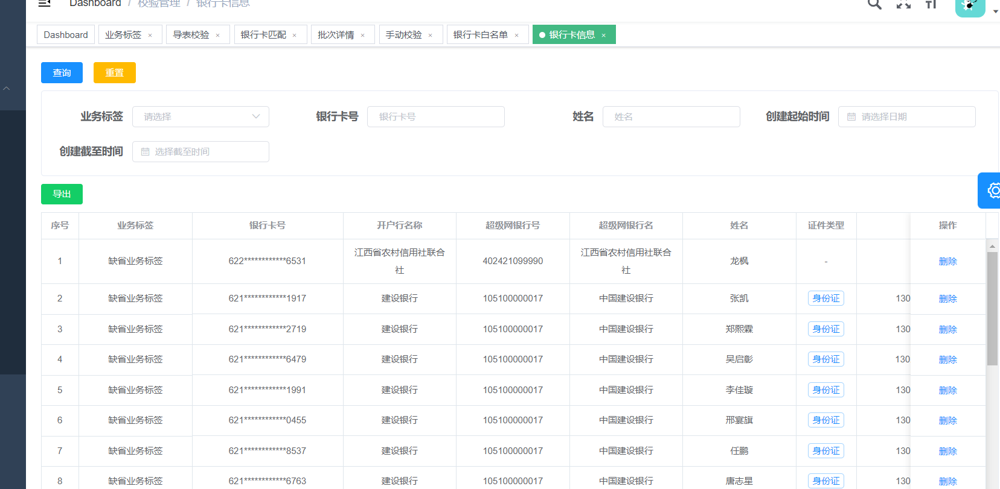 Dashboard / 校验管理 / 银行卡信息
Dashboard 业务标签 × 导表校验 × 银行卡匹配 × 批次详情 × 手动校验 × 银行卡白名单 × 银行卡信息 ×
查询 重置
业务标签 请选择 银行卡号 银行卡号 姓名 姓名 创建起始时间 请选择日期
创建截至时间 选择截至时间
导出
序号 业务标签 银行卡号 开户行名称 超级网银行号 超级网银行名 姓名 证件类型 操作
1 缺省业务标签 622************6531 江西省农村信用社联合社 402421099990 江西省农村信用社联合社 龙枫 - 删除
2 缺省业务标签 621************1917 建设银行 105100000017 中国建设银行 张凯 身份证 130 删除
3 缺省业务标签 621************2719 建设银行 105100000017 中国建设银行 郑熙霖 身份证 130 删除
4 缺省业务标签 621************6479 建设银行 105100000017 中国建设银行 吴启彰 身份证 130 删除
5 缺省业务标签 621************1991 建设银行 105100000017 中国建设银行 李佳璇 身份证 130 删除
6 缺省业务标签 621************0455 建设银行 105100000017 中国建设银行 邢宴旗 身份证 130 删除
7 缺省业务标签 621************8537 建设银行 105100000017 中国建设银行 任鹏 身份证 130 删除
8 缺省业务标签 621************6763 建设银行 105100000017 中国建设银行 唐志星 身份证 130 删除